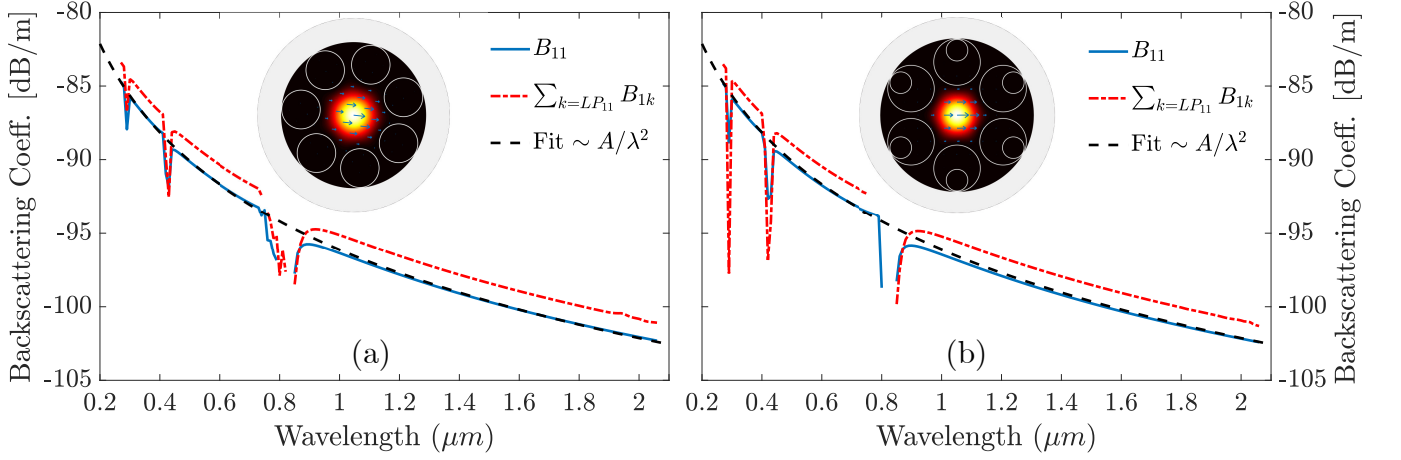 -80
-85
-90
-95
-100
-105
Backscattering Coeff. [dB/m]
B₁₁
∑ₖ₌LP₁₁ B₁ₖ
Fit ∼ A/λ²
(a)
0.2 0.4 0.6 0.8 1 1.2 1.4 1.6 1.8 2
Wavelength (μm)
B₁₁
∑ₖ₌LP₁₁ B₁ₖ
Fit ∼ A/λ²
(b)
0.2 0.4 0.6 0.8 1 1.2 1.4 1.6 1.8 2
Wavelength (μm)
-80
-85
-90
-95
-100
-105
Backscattering Coeff. [dB/m]